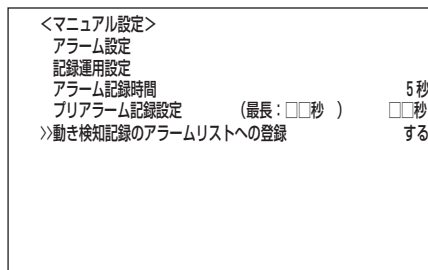 <マニュアル設定>
アラーム設定
記録運用設定
アラーム記録時間 5秒
プリアラーム記録設定 (最長:□□秒 ) □□秒
>>動き検知記録のアラームリストへの登録 する